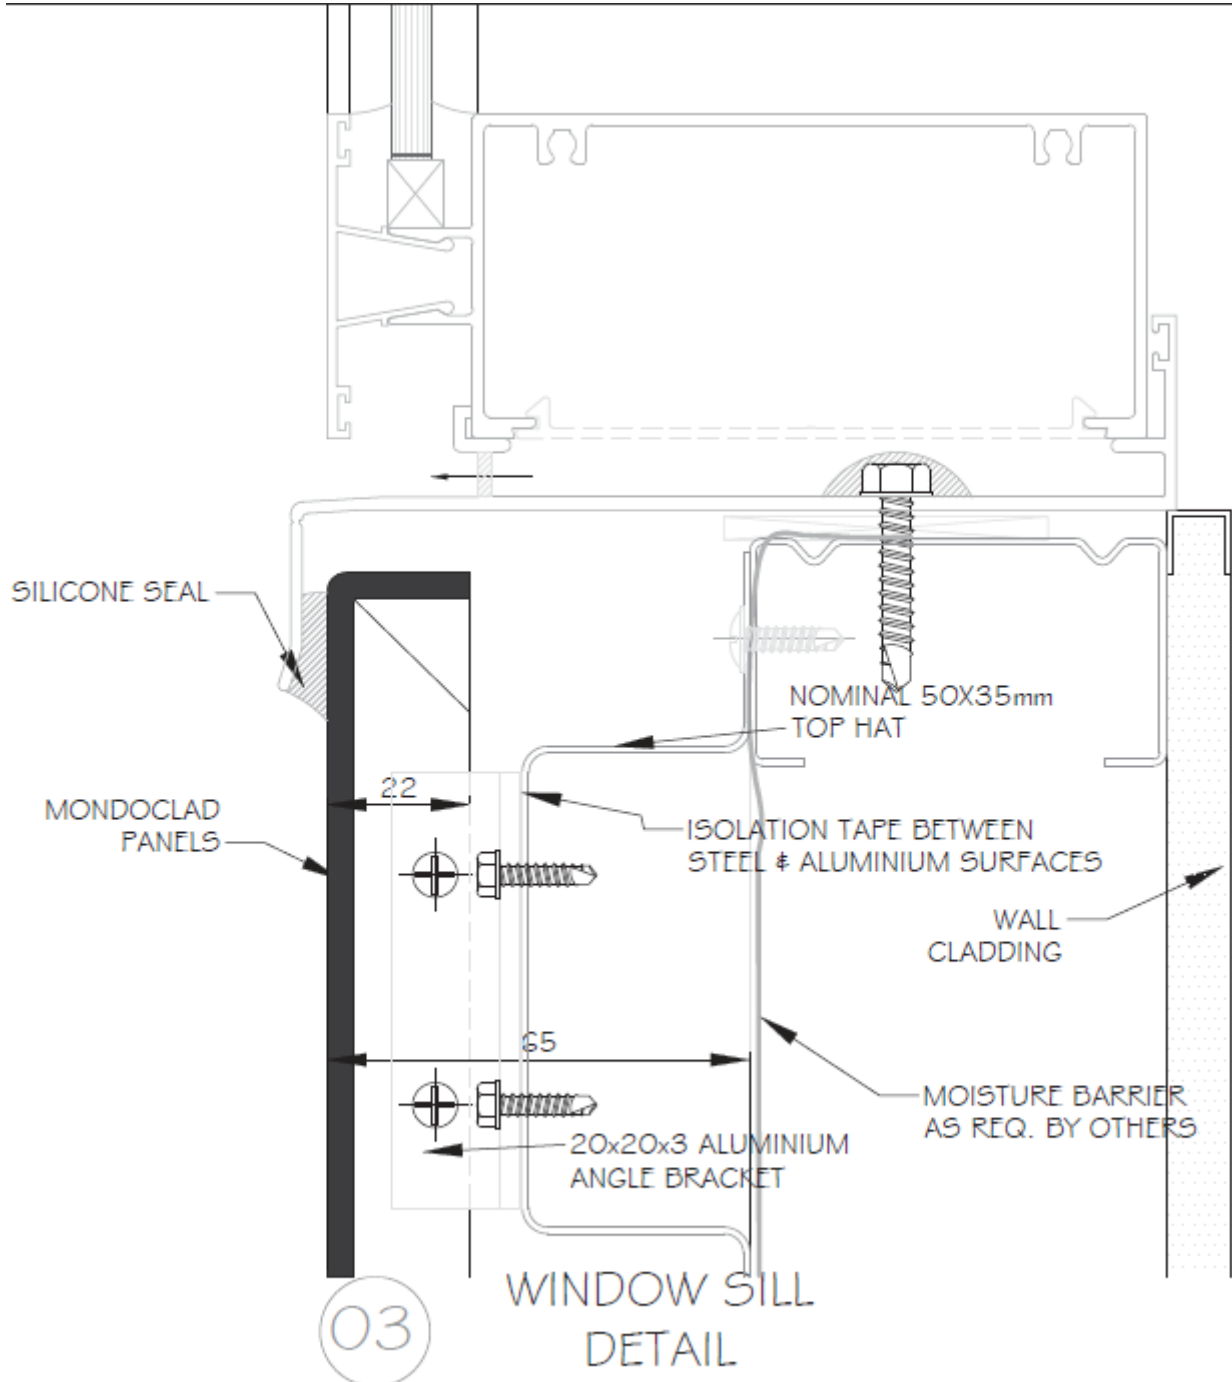 SILICONE SEAL
NOMINAL 50X35mm
TOP HAT
22
MONDOCLAD
PANELS
ISOLATION TAPE BETWEEN
STEEL & ALUMINIUM SURFACES
WALL
CLADDING
65
MOISTURE BARRIER
AS REQ. BY OTHERS
20x20x3 ALUMINIUM
ANGLE BRACKET
03
WINDOW SILL
DETAIL